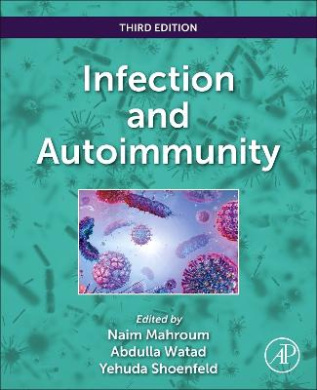 THIRD EDITION
Infection
and
Autoimmunity
Edited by
Naim Mahroum
Abdulla Watad
Yehuda Shoenfeld
AP